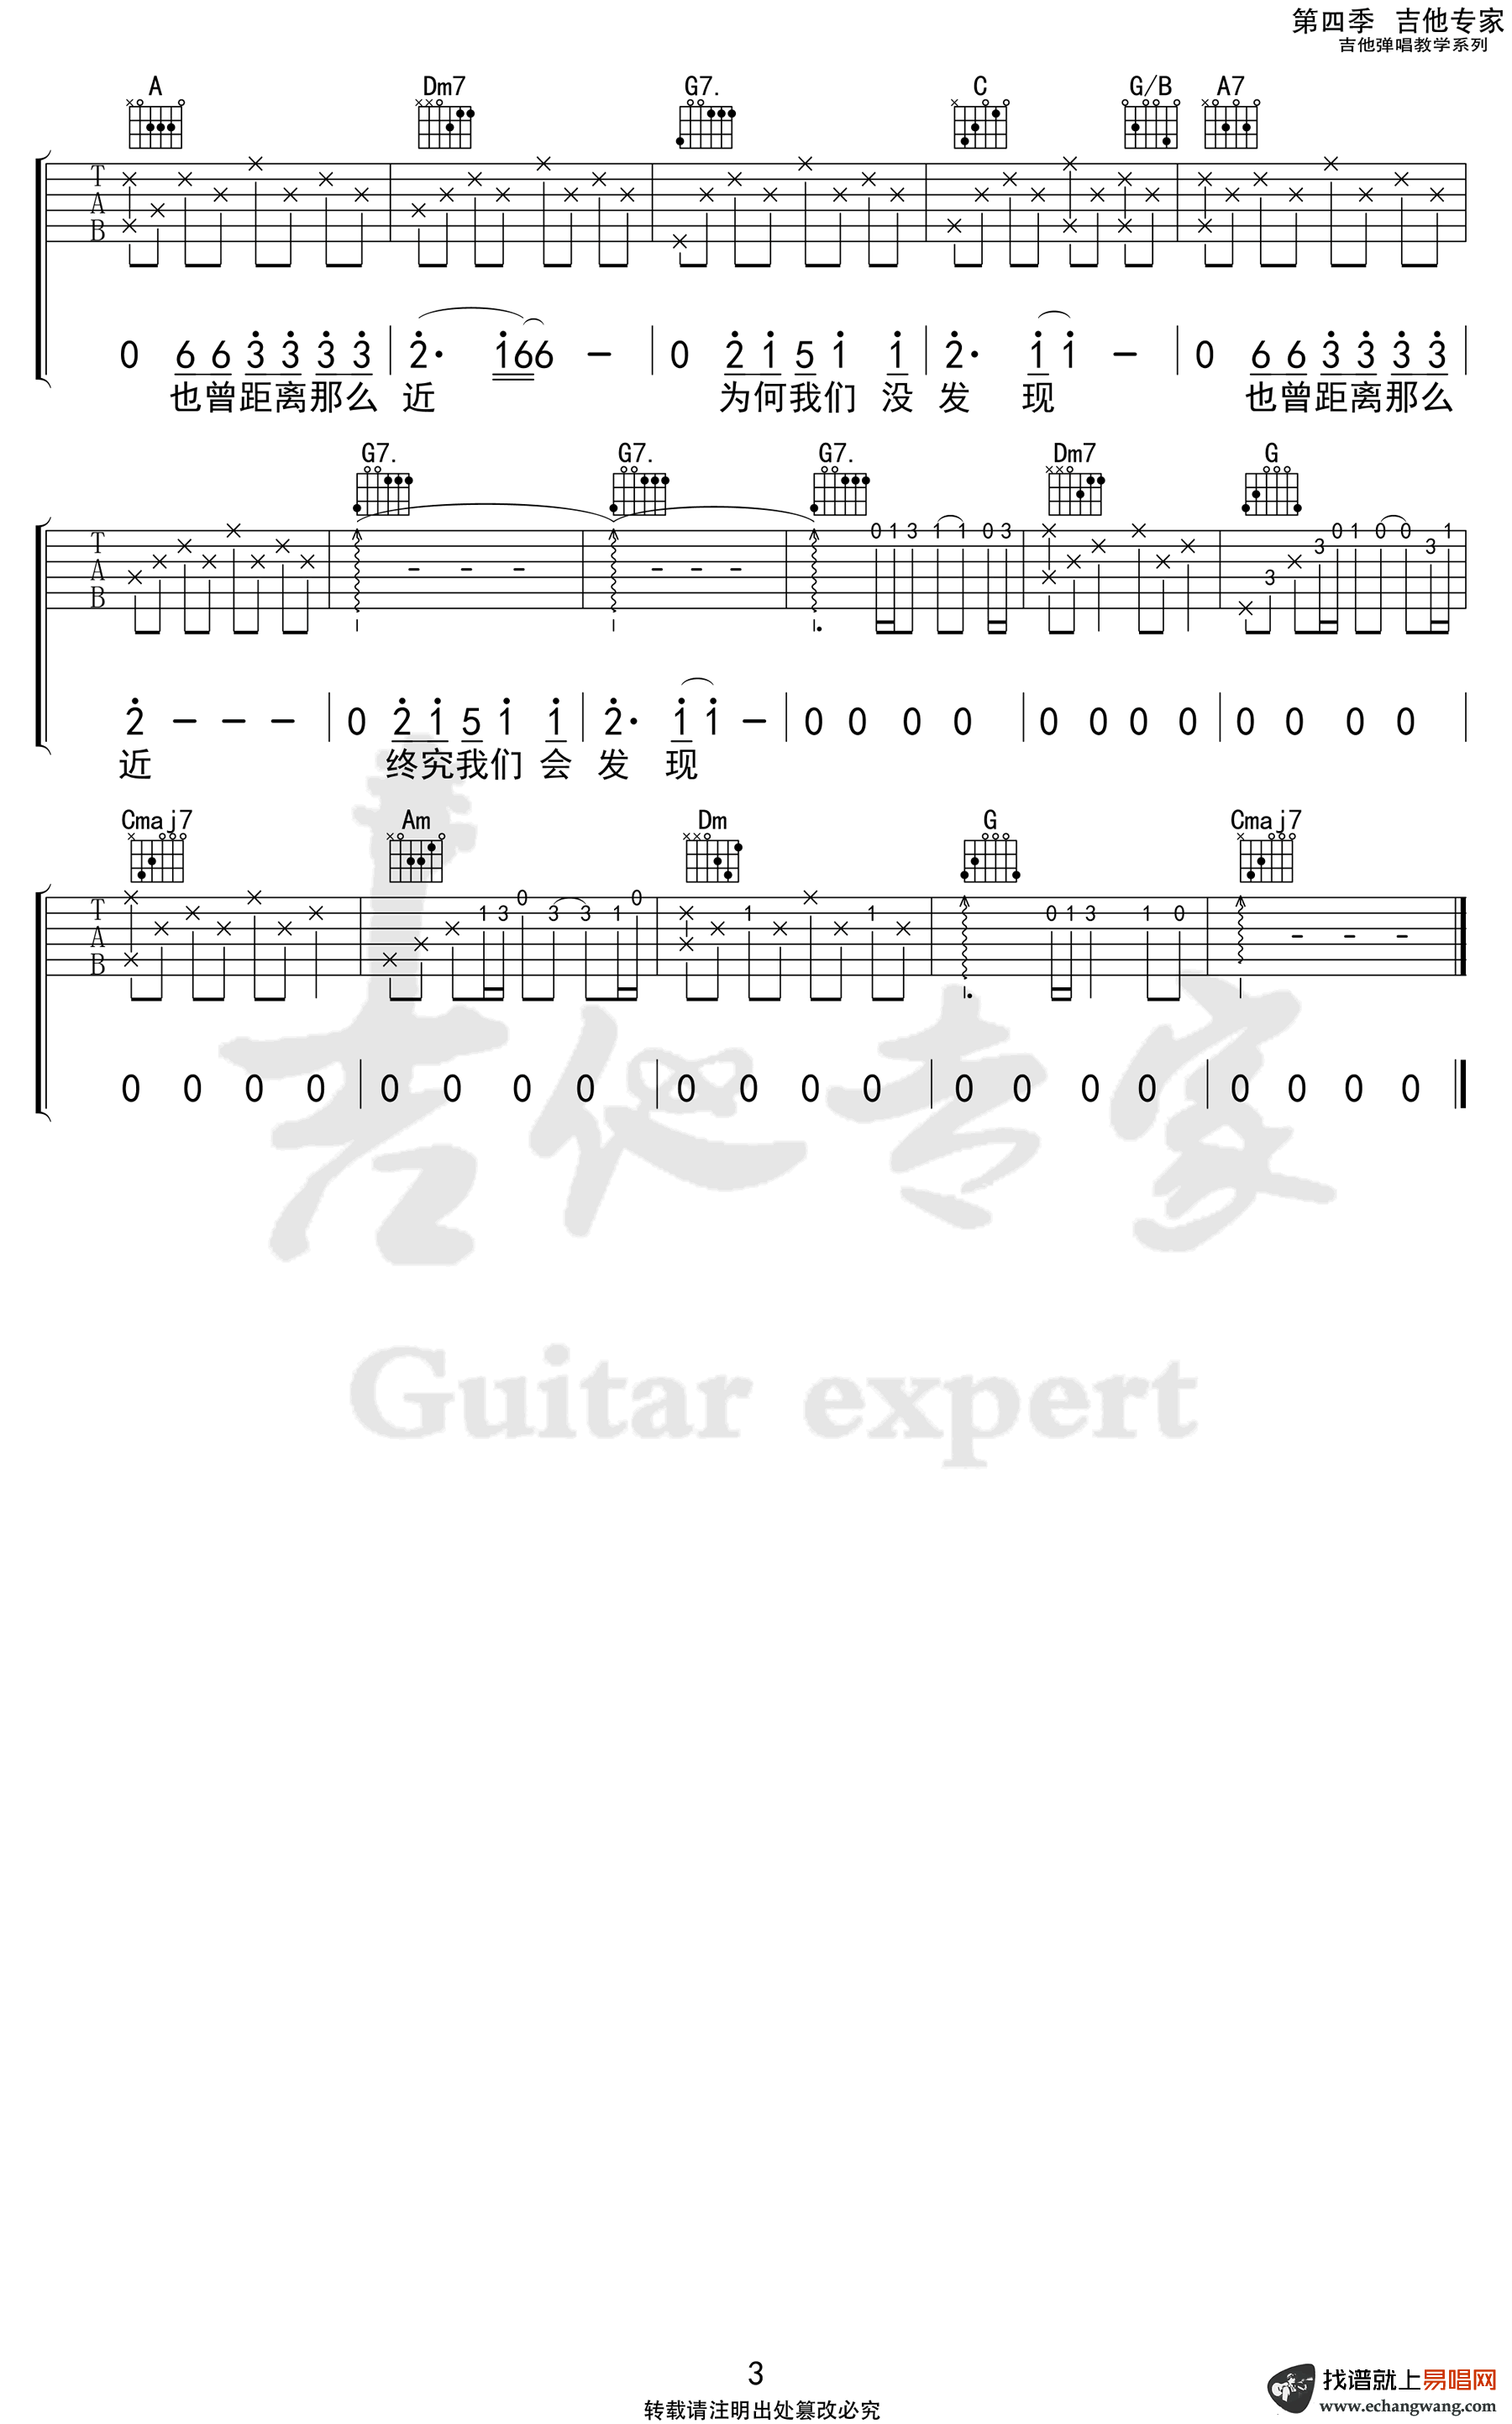 第四季 吉他专家
吉他弹唱教学系列
A Dm7 G7. C G/B A7
T
A
B
0 6 6 3 3 3 3 2· 1 6 6 - 0 2 1 5 1 1 2· 1 1 - 0 6 6 3 3 3 3
也曾距离那么 近 为何我们 没 发 现 也曾距离那么
G7. G7. G7. Dm7 G
T
A
B
0 1 3 1 1 0 3 3 3 0 1 0 0 3 1
2 - - - 0 2 1 5 1 1 2· 1 1 - 0 0 0 0 0 0 0 0 0 0 0 0
近 终究我们 会 发 现
Cmaj7 Am Dm G Cmaj7
T
A
B
1 3 0 3 3 1 0 1 1 0 1 3 1 0
0 0 0 0 0 0 0 0 0 0 0 0 0 0 0 0 0 0 0 0
吉他专家
Guitar expert
3
转载请注明出处篡改必究
找谱就上易唱网
www.echangwang.com